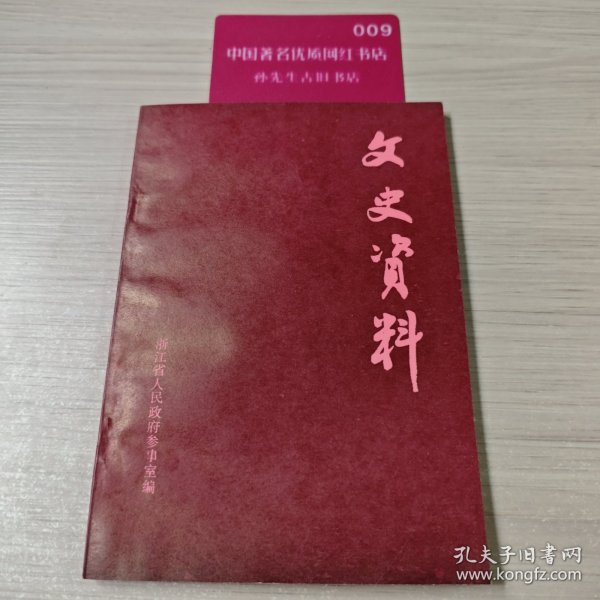 009
中国著名优质网红书店
孙先生古旧书店
文史資料
浙江省人民政府参事室编
孔夫子旧书网
www.kongfz.com